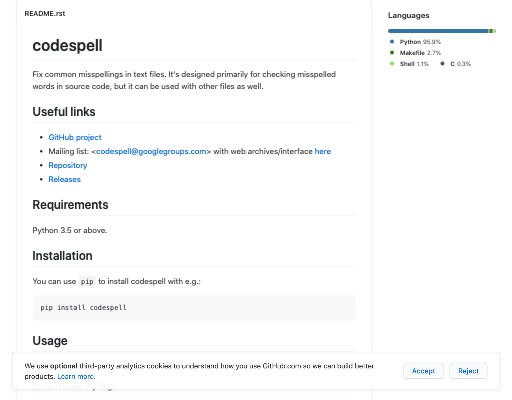 README.rst
codespell
Fix common misspellings in text files. It's designed primarily for checking misspelled
words in source code, but it can be used with other files as well.
Useful links
• GitHub project
• Mailing list: <codespell@googlegroups.com> with web archives/interface here
• Repository
• Releases
Requirements
Python 3.5 or above.
Installation
You can use pip to install codespell with e.g.:
pip install codespell
Usage
Languages
Python 95.9%
Makefile 2.7%
Shell 1.1% C 0.3%
We use optional third-party analytics cookies to understand how you use GitHub.com so we can build better
products. Learn more.
Accept Reject